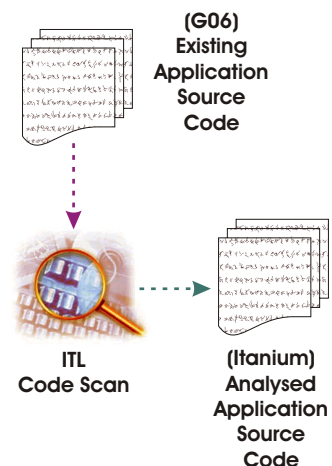 (G06)
Existing
Application
Source
Code
ITL
Code Scan
(Itanium)
Analysed
Application
Source
Code